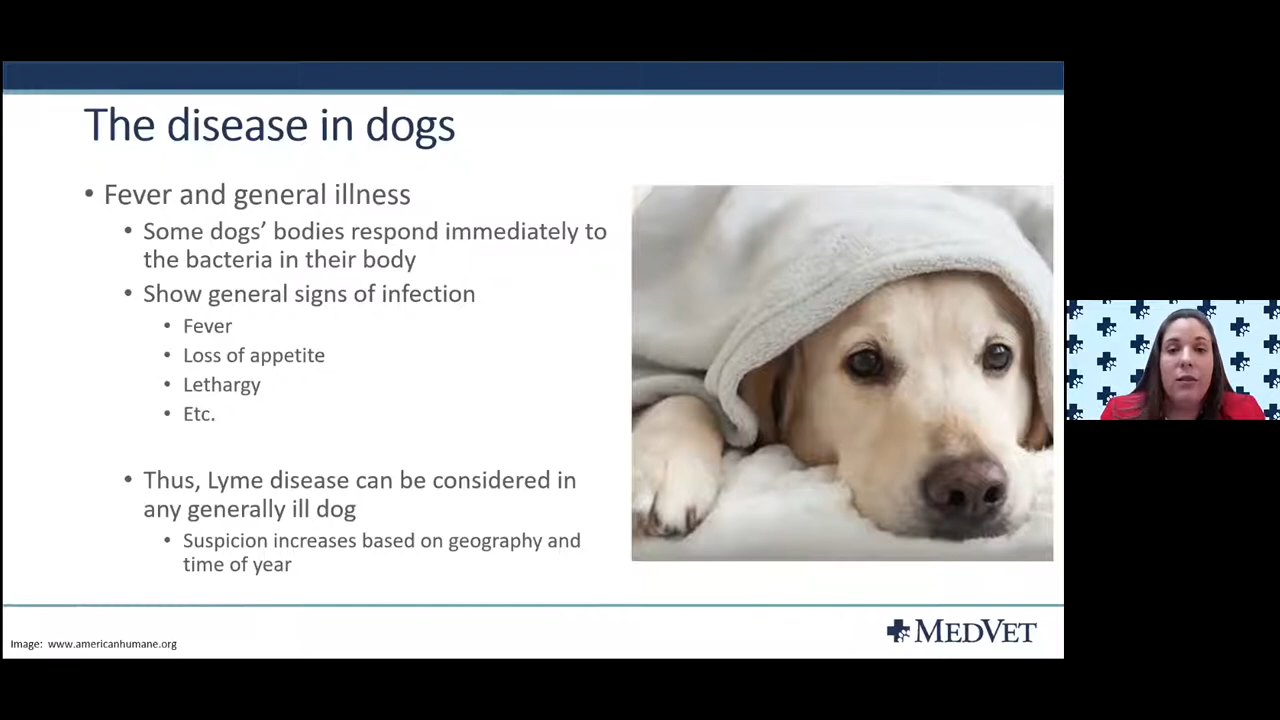 The disease in dogs
• Fever and general illness
• Some dogs’ bodies respond immediately to
the bacteria in their body
• Show general signs of infection
• Fever
• Loss of appetite
• Lethargy
• Etc.
• Thus, Lyme disease can be considered in
any generally ill dog
• Suspicion increases based on geography and
time of year
Image: www.americanhumane.org
MEDVET